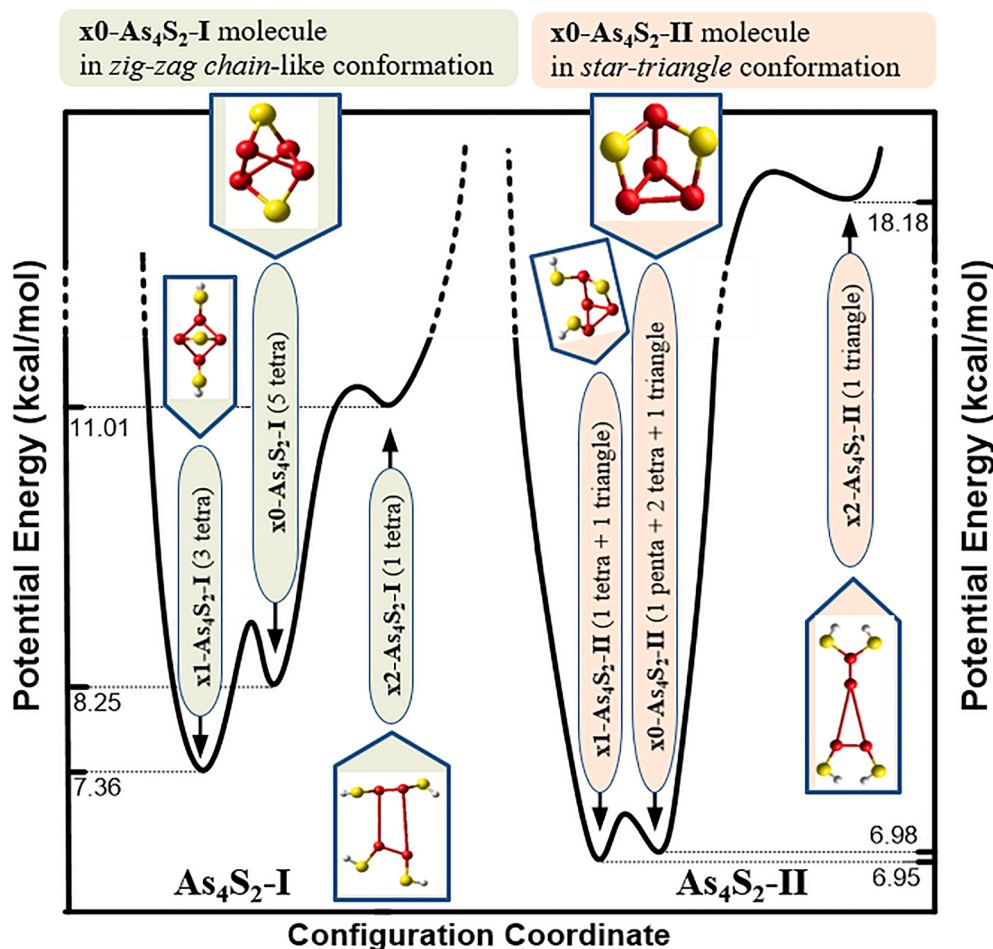 x0-As₄S₂-I molecule
in zig-zag chain-like conformation
x0-As₄S₂-II molecule
in star-triangle conformation
Potential Energy (kcal/mol)
11.01
8.25
7.36
x1-As₄S₂-I (3 tetra)
x0-As₄S₂-I (5 tetra)
x2-As₄S₂-I (1 tetra)
x1-As₄S₂-II (1 tetra + 1 triangle)
x0-As₄S₂-II (1 penta + 2 tetra + 1 triangle
x2-As₄S₂-II (1 triangle)
18.18
6.98
6.95
Potential Energy (kcal/mol)
As₄S₂-I
As₄S₂-II
Configuration Coordinate